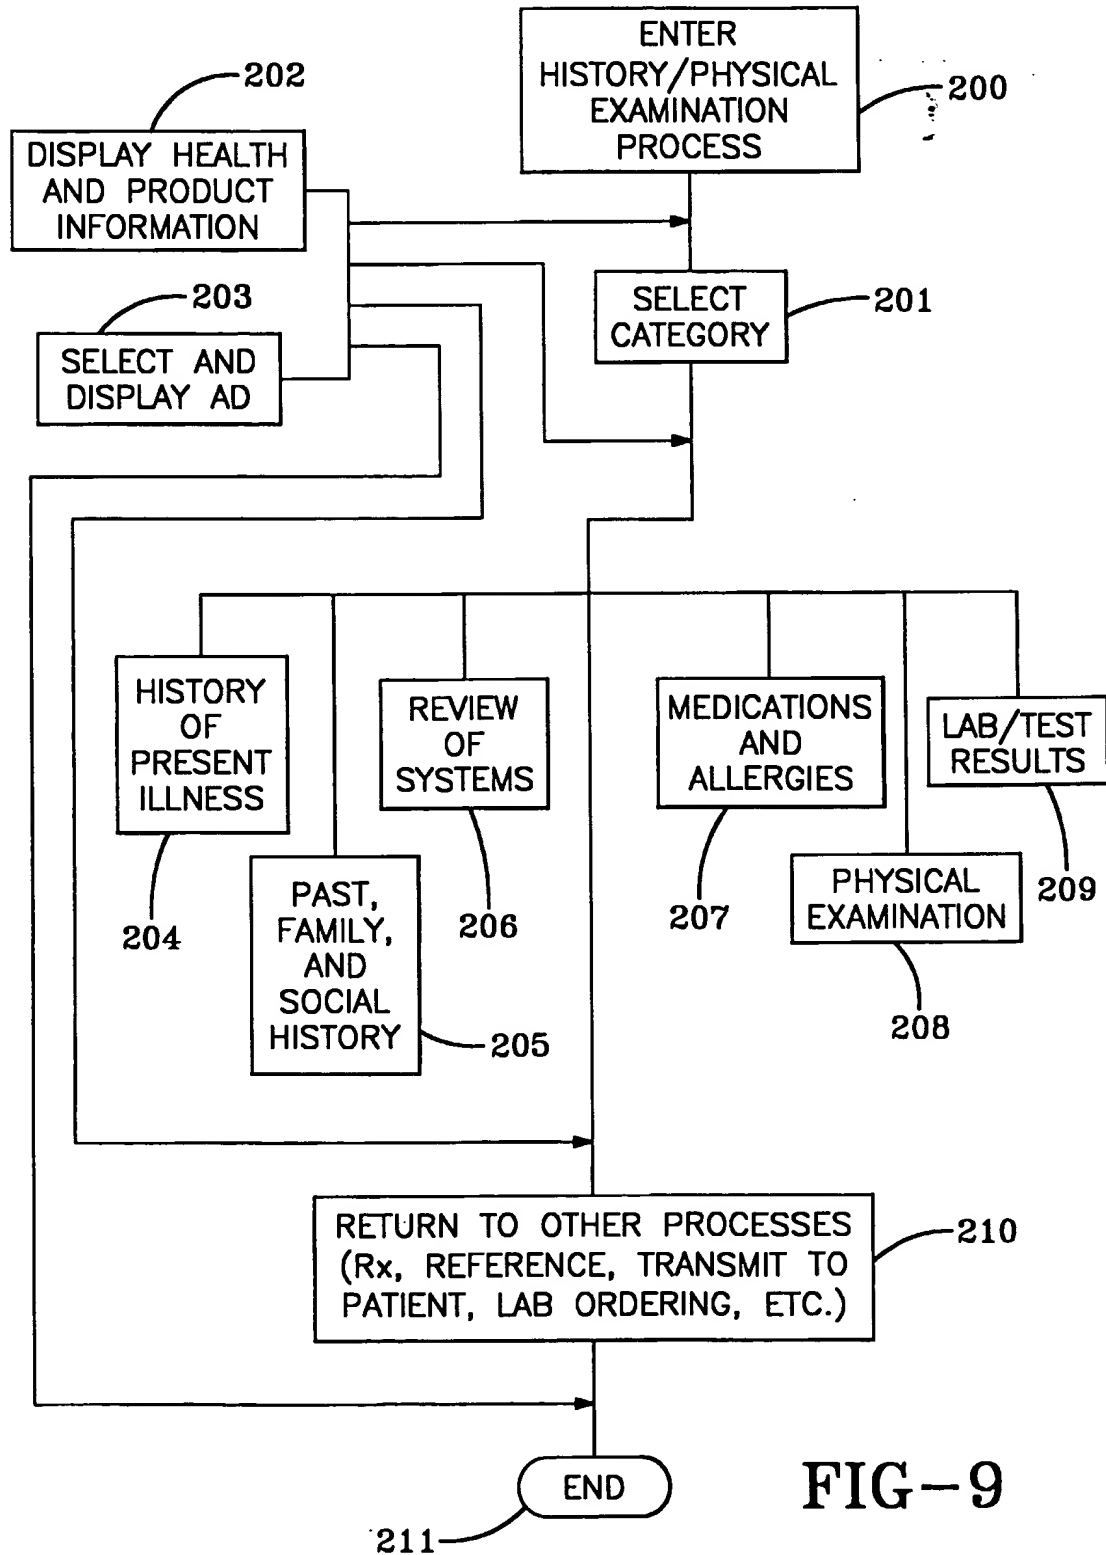 ENTER
HISTORY/PHYSICAL
EXAMINATION
PROCESS
200
202
DISPLAY HEALTH
AND PRODUCT
INFORMATION
203
SELECT AND
DISPLAY AD
SELECT
CATEGORY
201
HISTORY
OF
PRESENT
ILLNESS
204
PAST,
FAMILY,
AND
SOCIAL
HISTORY
205
REVIEW
OF
SYSTEMS
206
MEDICATIONS
AND
ALLERGIES
207
PHYSICAL
EXAMINATION
208
LAB/TEST
RESULTS
209
RETURN TO OTHER PROCESSES
(Rx, REFERENCE, TRANSMIT TO
PATIENT, LAB ORDERING, ETC.)
210
END
211
FIG-9